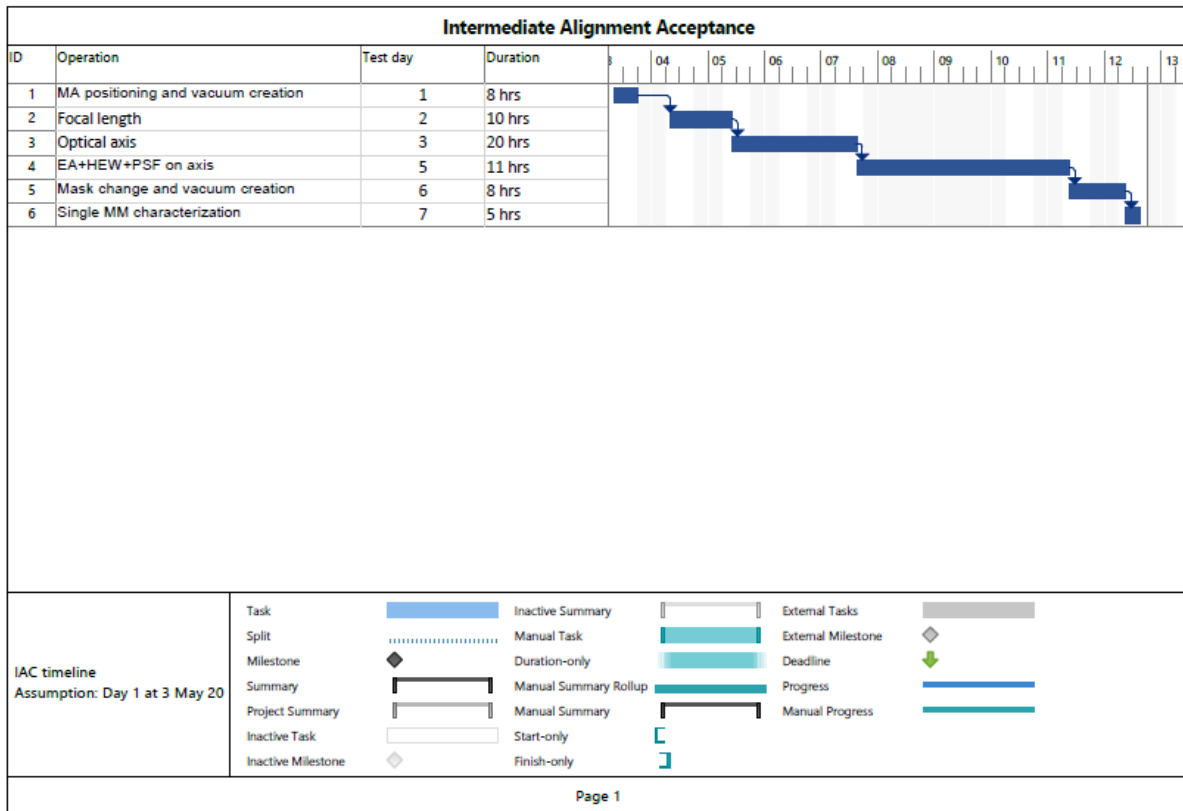 Intermediate Alignment Acceptance
ID Operation Test day Duration 04 05 06 07 08 09 10 11 12 13
1 MA positioning and vacuum creation 1 8 hrs
2 Focal length 2 10 hrs
3 Optical axis 3 20 hrs
4 EA+HEW+PSF on axis 5 11 hrs
5 Mask change and vacuum creation 6 8 hrs
6 Single MM characterization 7 5 hrs
IAC timeline
Assumption: Day 1 at 3 May 20
Task Inactive Summary External Tasks
Split Manual Task External Milestone
Milestone Duration-only Deadline
Summary Manual Summary Rollup Progress
Project Summary Manual Summary Manual Progress
Inactive Task Start-only
Inactive Milestone Finish-only
Page 1